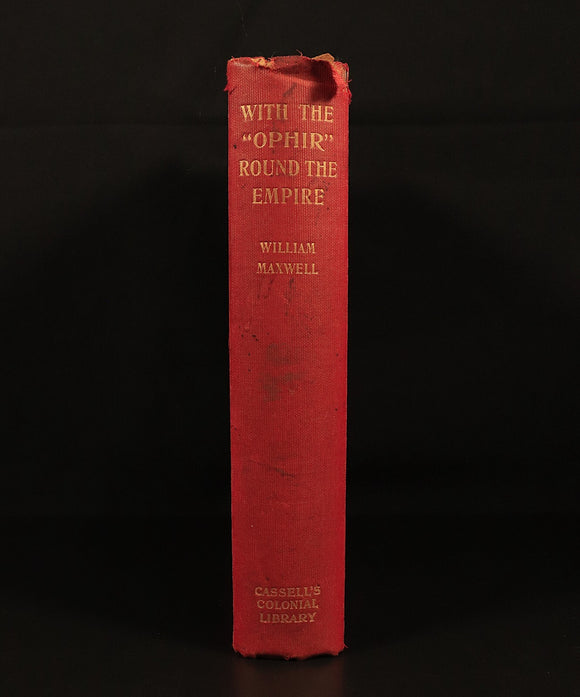 WITH THE
"OPHIR"
ROUND THE
EMPIRE
WILLIAM
MAXWELL
CASSELL'S
COLONIAL
LIBRARY